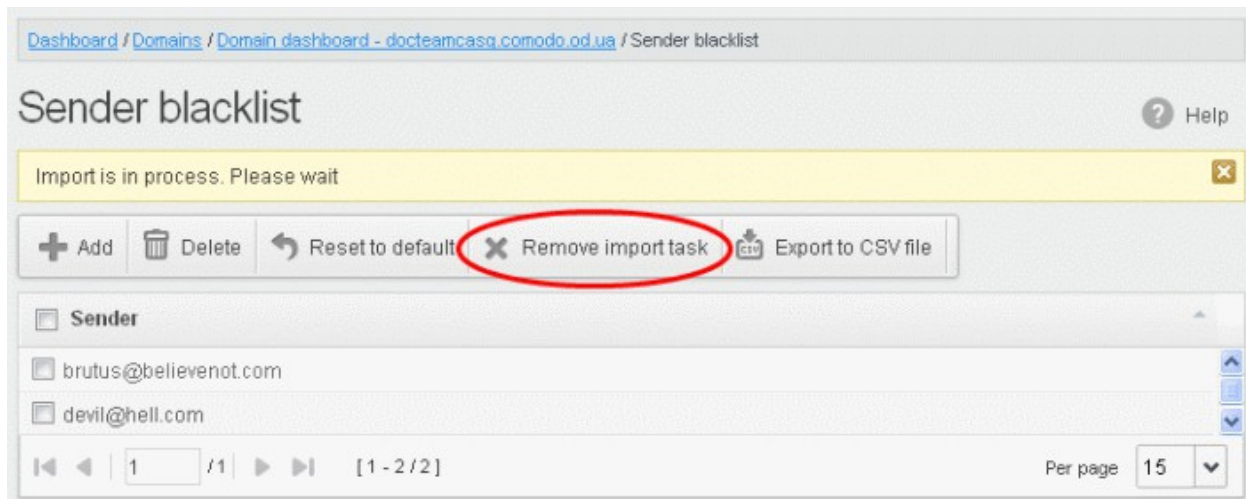 Dashboard / Domains / Domain dashboard - docteamcasg.comodo.od.ua / Sender blacklist
Sender blacklist
Help
Import is in process. Please wait
Add Delete Reset to default Remove import task CSV Export to CSV file
Sender
brutus@believenot.com
devil@hell.com
1 /1 [ 1 - 2 / 2 ] Per page 15